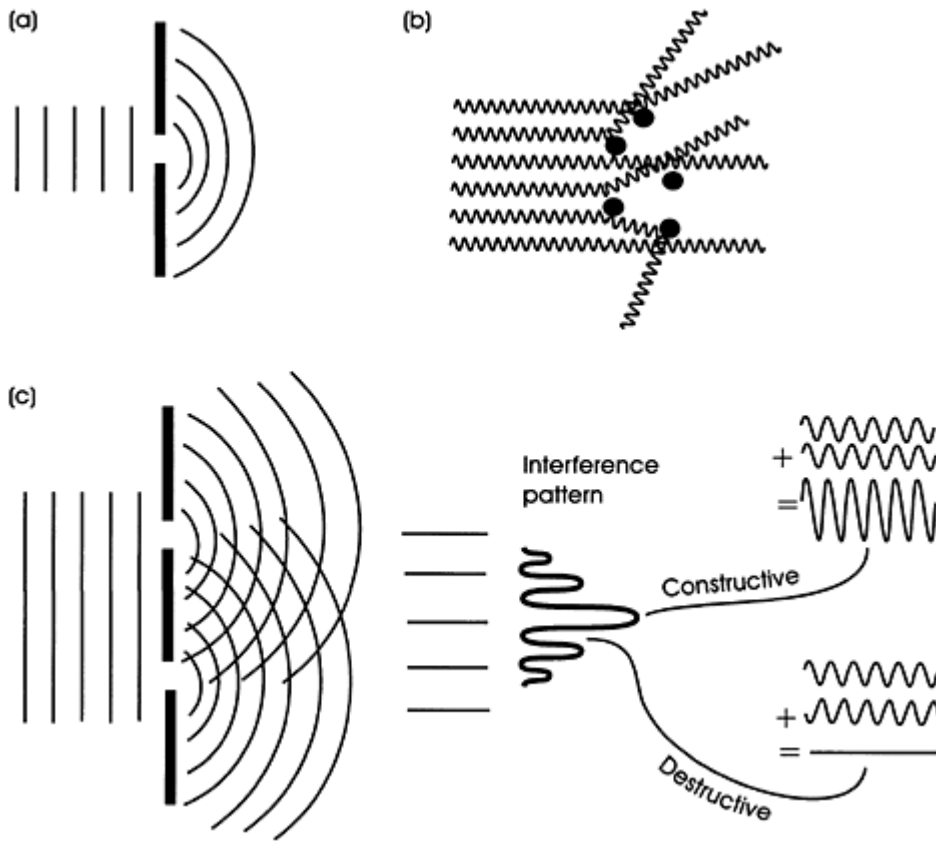 (a)
(b)
(c)
Interference
pattern
Constructive
Destructive
+
=
+
=